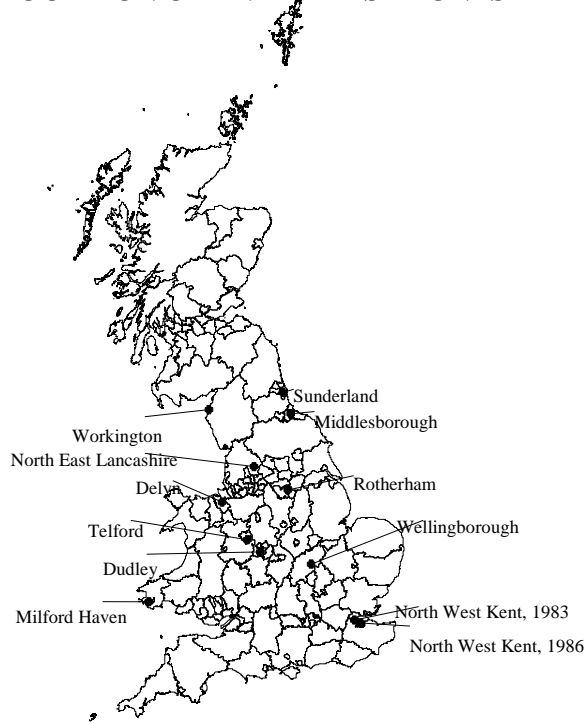 Sunderland
Middlesborough
Workington
North East Lancashire
Delyn
Rotherham
Telford
Wellingborough
Dudley
North West Kent, 1983
Milford Haven
North West Kent, 1986